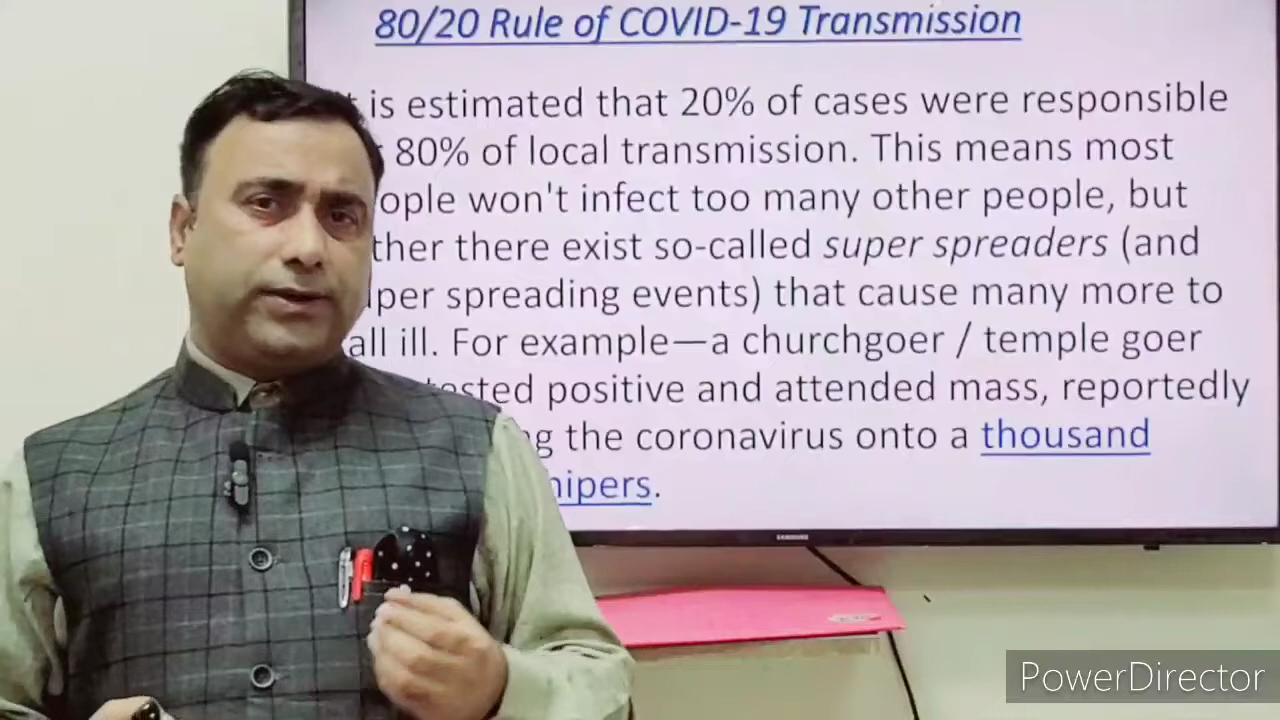 80/20 Rule of COVID-19 Transmission
is estimated that 20% of cases were responsible
80% of local transmission. This means most
ople won't infect too many other people, but
ther there exist so-called super spreaders (and
per spreading events) that cause many more to
all ill. For example—a churchgoer / temple goer
tested positive and attended mass, reportedly
g the coronavirus onto a thousand
hipers.
SAMSUNG
PowerDirector